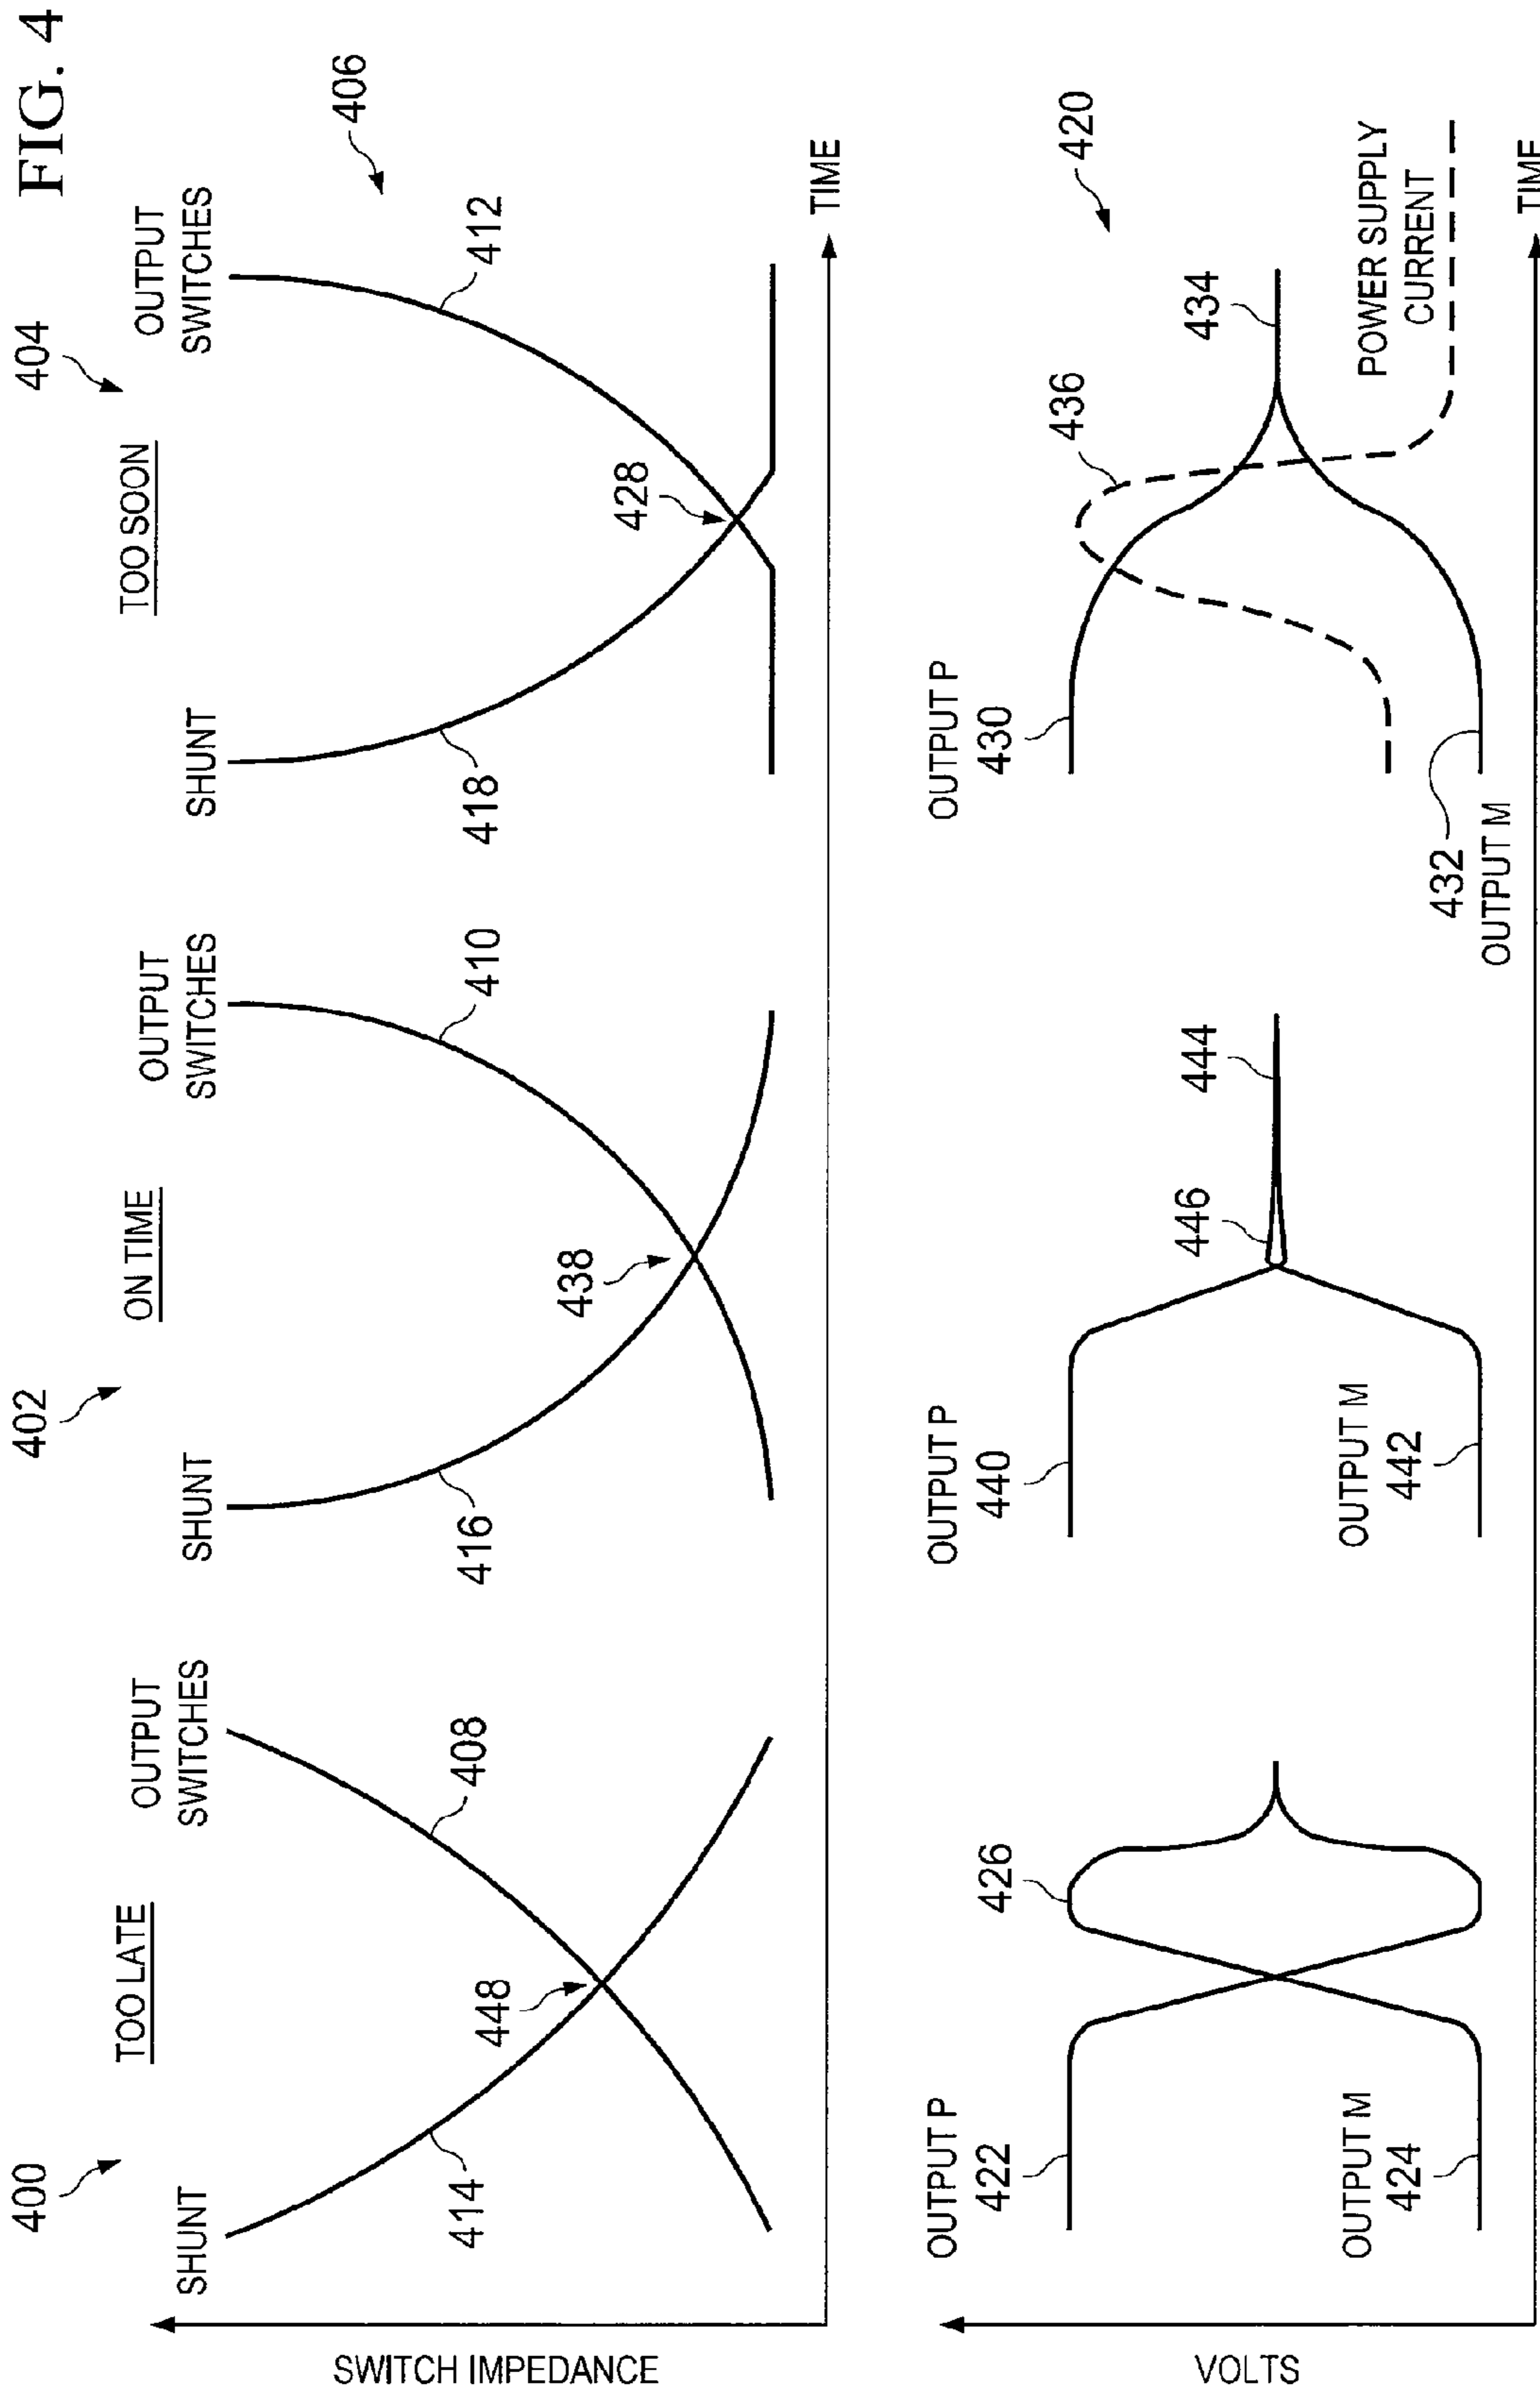 FIG. 4
400
402
404
TOO LATE
ON TIME
TOO SOON
SHUNT
OUTPUT
SWITCHES
SHUNT
OUTPUT
SWITCHES
SHUNT
OUTPUT
SWITCHES
406
414
408
448
416
410
438
418
412
428
SWITCH IMPEDANCE
TIME
OUTPUT P
422
426
OUTPUT M
424
OUTPUT P
440
446
444
OUTPUT M
442
OUTPUT P
430
436
434
420
POWER SUPPLY
CURRENT
432
OUTPUT M
VOLTS
TIME